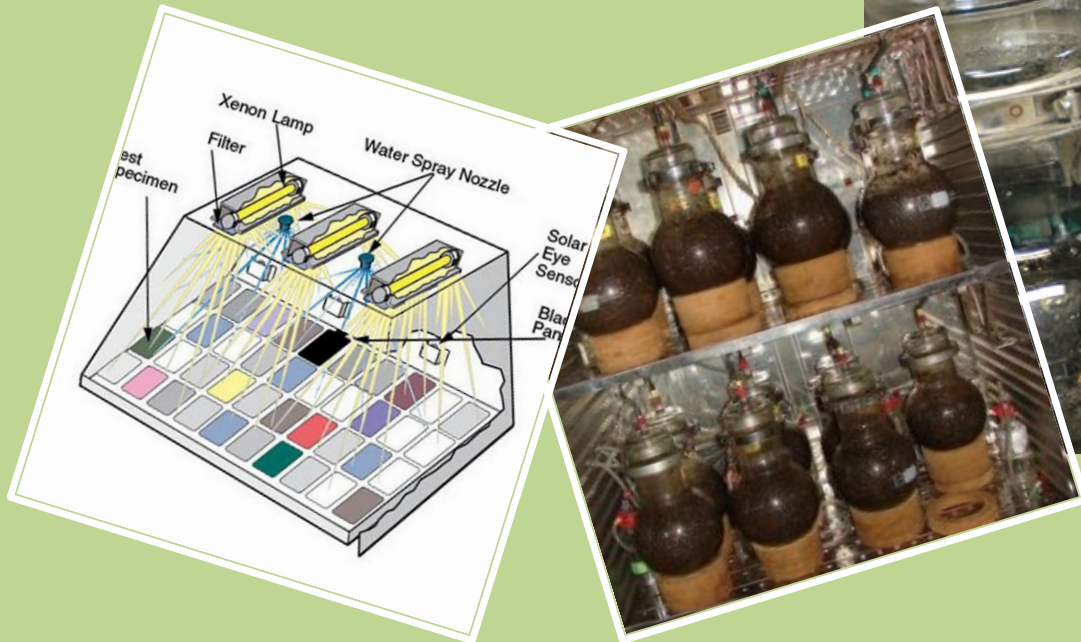 Xenon Lamp
Filter
Water Spray Nozzle
est
pecimen
Solar
Eye
Senso
Blac
Pan